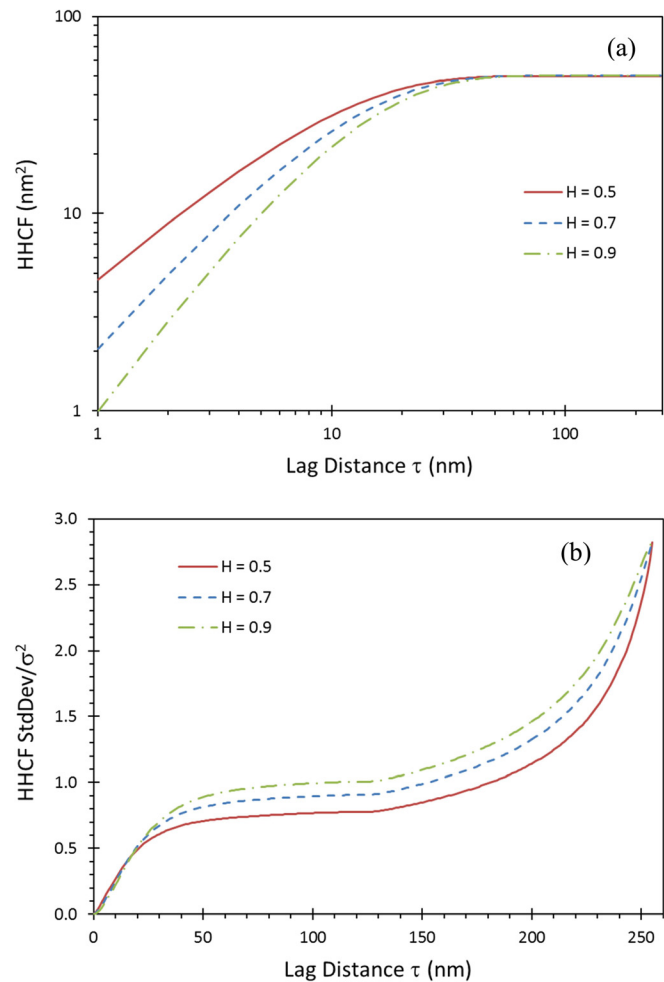 (a)
HHCF (nm²)
100
10
1
H = 0.5
H = 0.7
H = 0.9
1
10
100
Lag Distance τ (nm)
(b)
HHCF StdDev/σ²
3.0
2.5
2.0
1.5
1.0
0.5
0.0
H = 0.5
H = 0.7
H = 0.9
0
50
100
150
200
250
Lag Distance τ (nm)